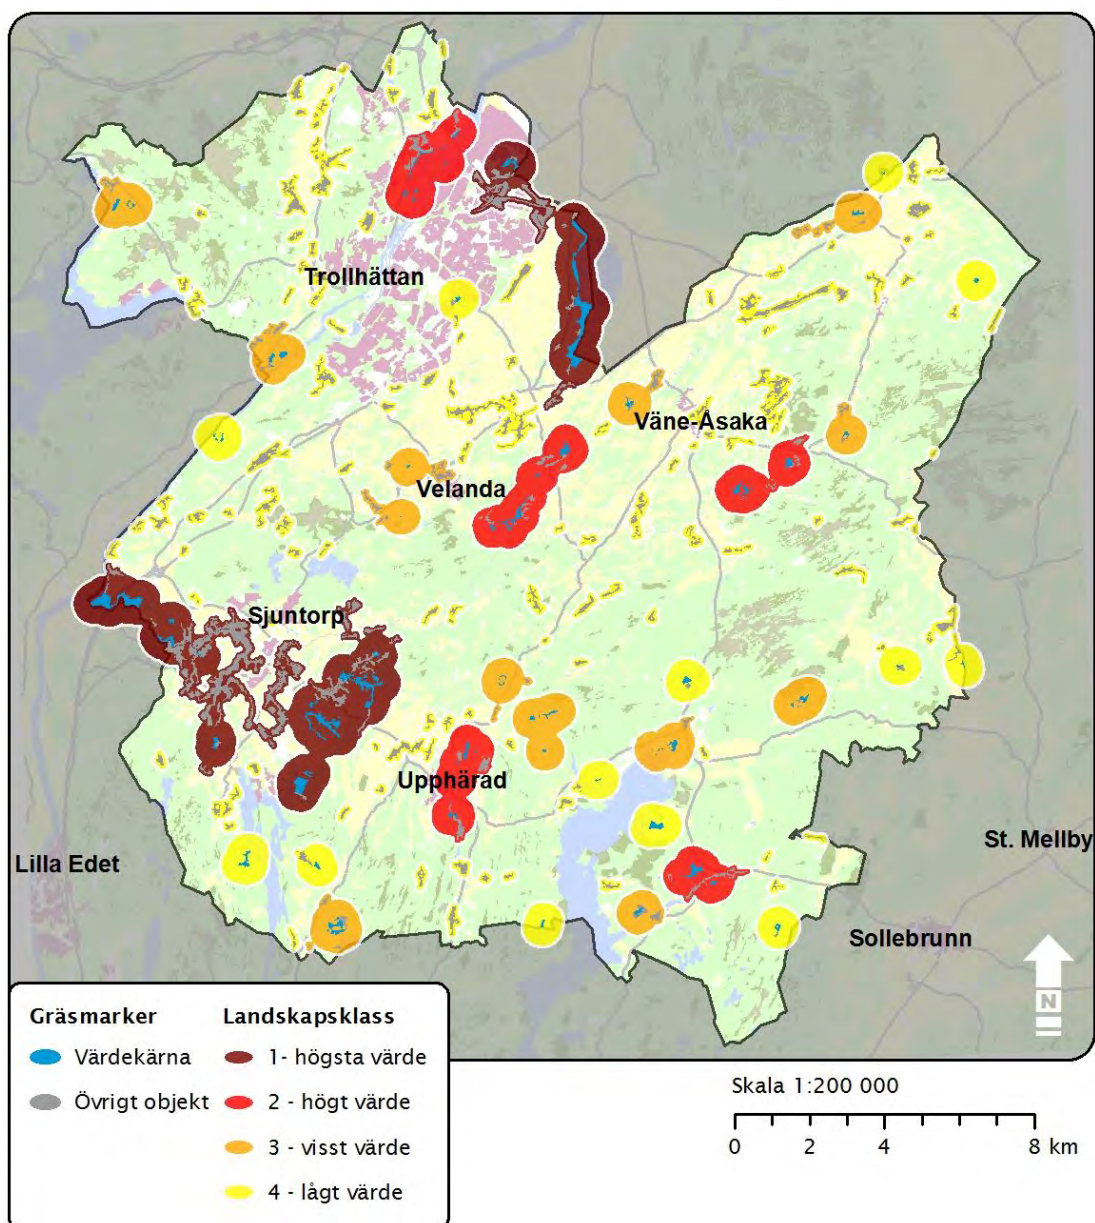 Trollhättan
Väne-Åsaka
Velanda
Sjuntorp
Upphärad
St. Mellby
Lilla Edet
Sollebrunn
N
Gräsmarker
Värdekärna
Övrigt objekt
Landskapsklass
1- högsta värde
2 - högt värde
3 - visst värde
4 - lågt värde
Skala 1:200 000
0 2 4 8 km